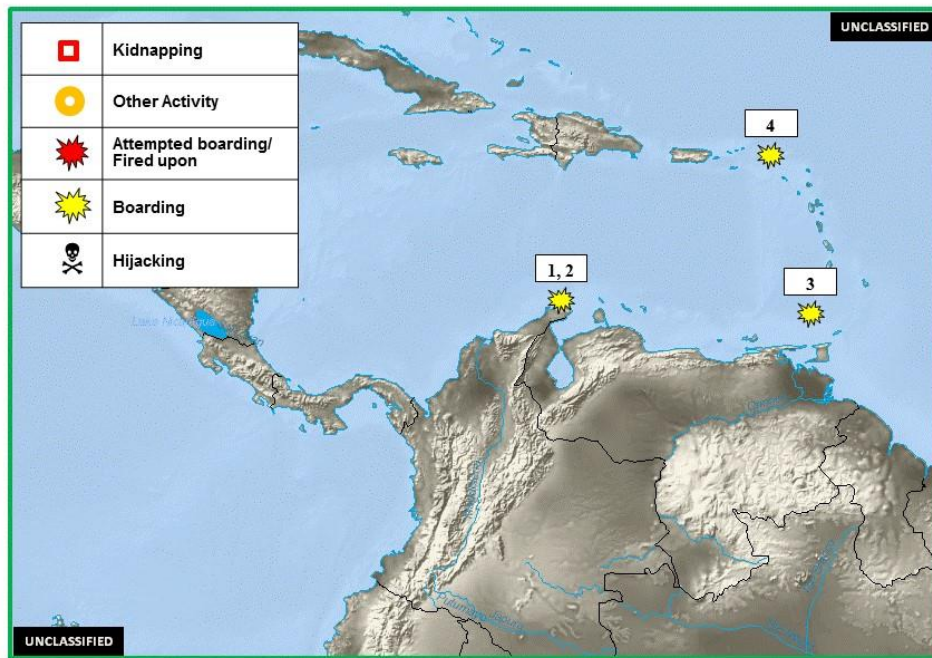 UNCLASSIFIED
Kidnapping
Other Activity
Attempted boarding/
Fired upon
Boarding
Hijacking
4
1, 2
3
Lake Nicaragua
UNCLASSIFIED